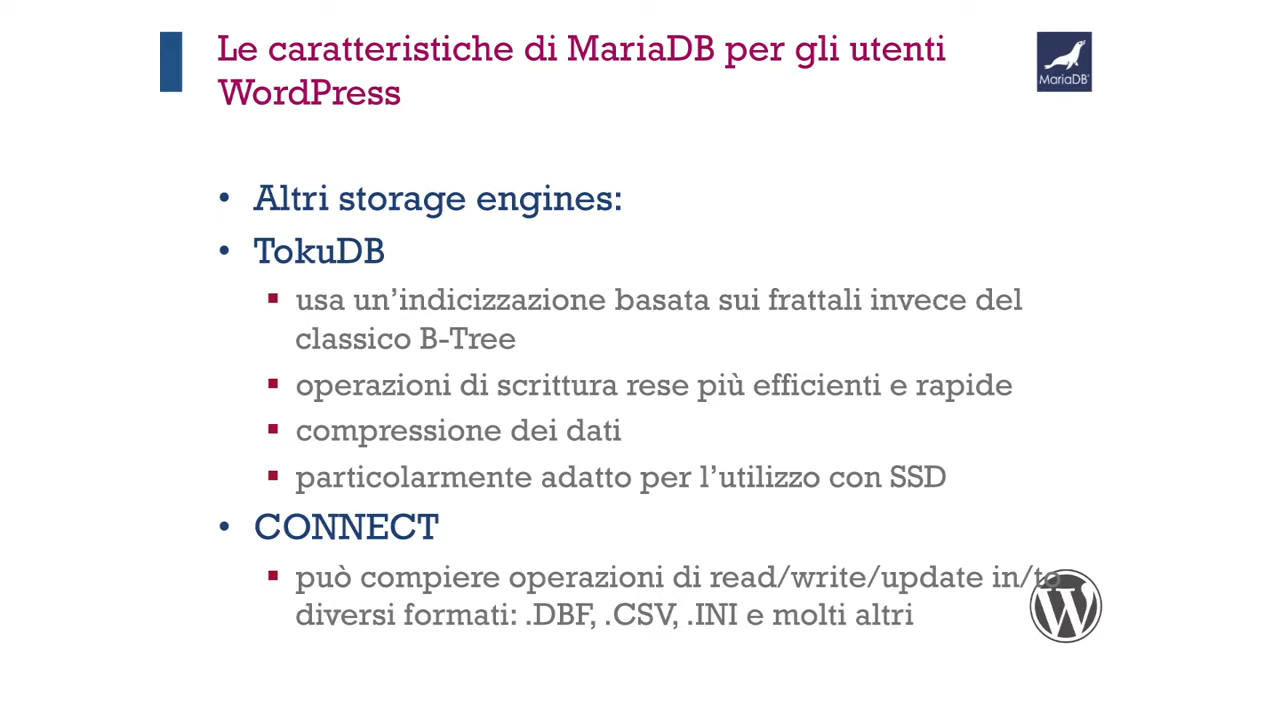 Le caratteristiche di MariaDB per gli utenti
WordPress
MariaDB
• Altri storage engines:
• TokuDB
▪ usa un’indicizzazione basata sui frattali invece del
classico B-Tree
▪ operazioni di scrittura rese più efficienti e rapide
▪ compressione dei dati
▪ particolarmente adatto per l’utilizzo con SSD
• CONNECT
▪ può compiere operazioni di read/write/update in/to
diversi formati: .DBF, .CSV, .INI e molti altri